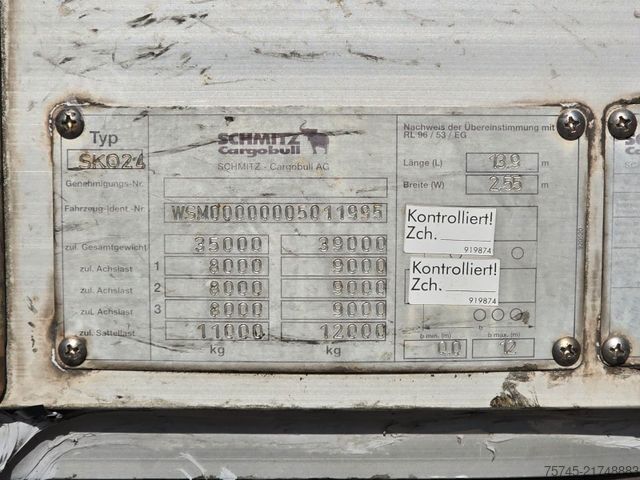 Typ
SCHMITZ
Cargobull
SCHMITZ - Cargobull AG
SKO24
Genehmigungs-Nr.
Fahrzeug-Ident.-Nr. WSM00000005011995
zul. Gesamtgewicht 35000 39000
zul. Achslast 1 8000 9000
zul. Achslast 2 8000 9000
zul. Achslast 3 8000 9000
zul. Sattellast 11000 12000
kg kg
Nachweis der Übereinstimmung mit
RL 96 / 53 / EG
Länge (L) 13.9 m
Breite (W) 2.55 m
Kontrolliert!
Zch.
919874
Kontrolliert!
Zch.
919874
b
b min. (m) b max. (m)
0.0 12
75745-21748883